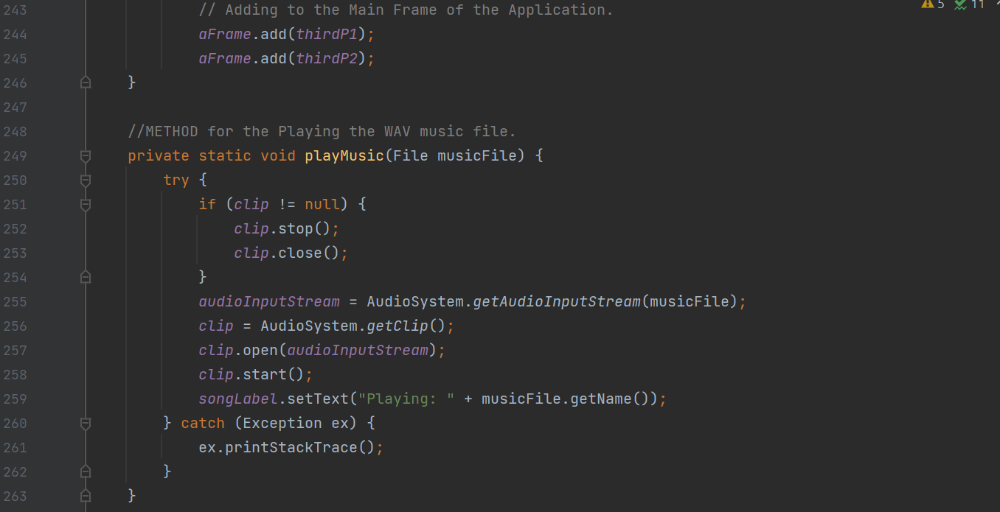 5 11
243 // Adding to the Main Frame of the Application.
244 aFrame.add(thirdP1);
245 aFrame.add(thirdP2);
246 }
247
248 //METHOD for the Playing the WAV music file.
249 private static void playMusic(File musicFile) {
250 try {
251 if (clip != null) {
252 clip.stop();
253 clip.close();
254 }
255 audioInputStream = AudioSystem.getAudioInputStream(musicFile);
256 clip = AudioSystem.getClip();
257 clip.open(audioInputStream);
258 clip.start();
259 songLabel.setText("Playing: " + musicFile.getName());
260 } catch (Exception ex) {
261 ex.printStackTrace();
262 }
263 }